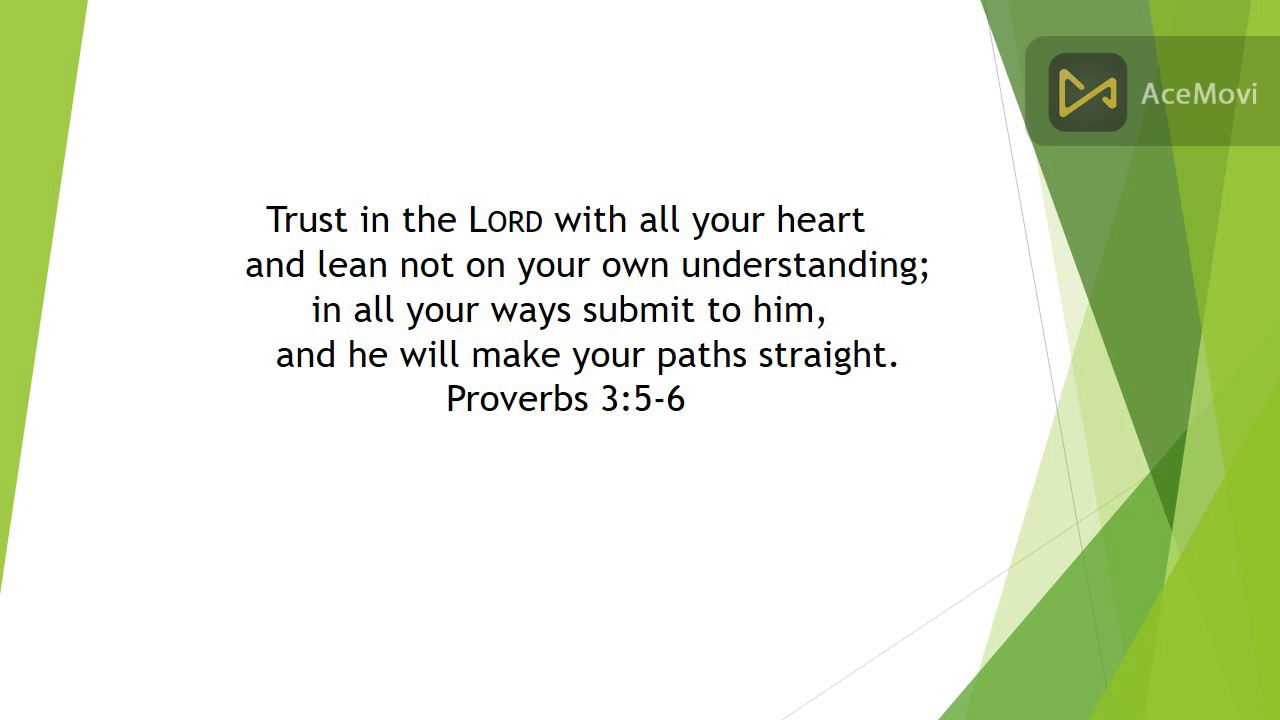 AceMovi
Trust in the LORD with all your heart
and lean not on your own understanding;
in all your ways submit to him,
and he will make your paths straight.
Proverbs 3:5-6